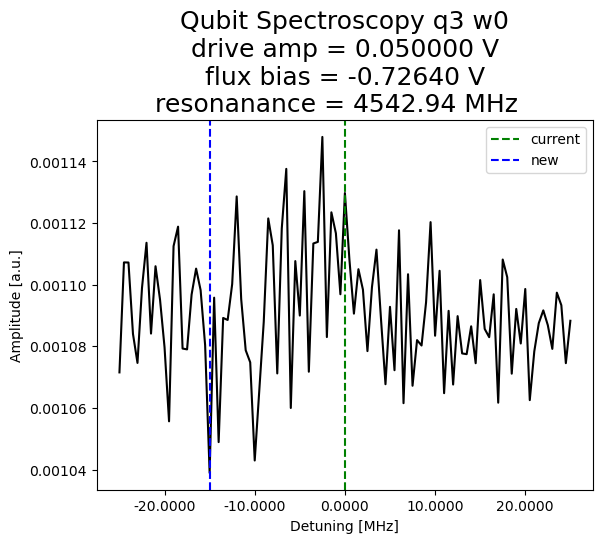 Qubit Spectroscopy q3 w0
drive amp = 0.050000 V
flux bias = -0.72640 V
resonanance = 4542.94 MHz
current
new
0.00114
0.00112
0.00110
0.00108
0.00106
0.00104
Amplitude [a.u.]
-20.0000 -10.0000 0.0000 10.0000 20.0000
Detuning [MHz]